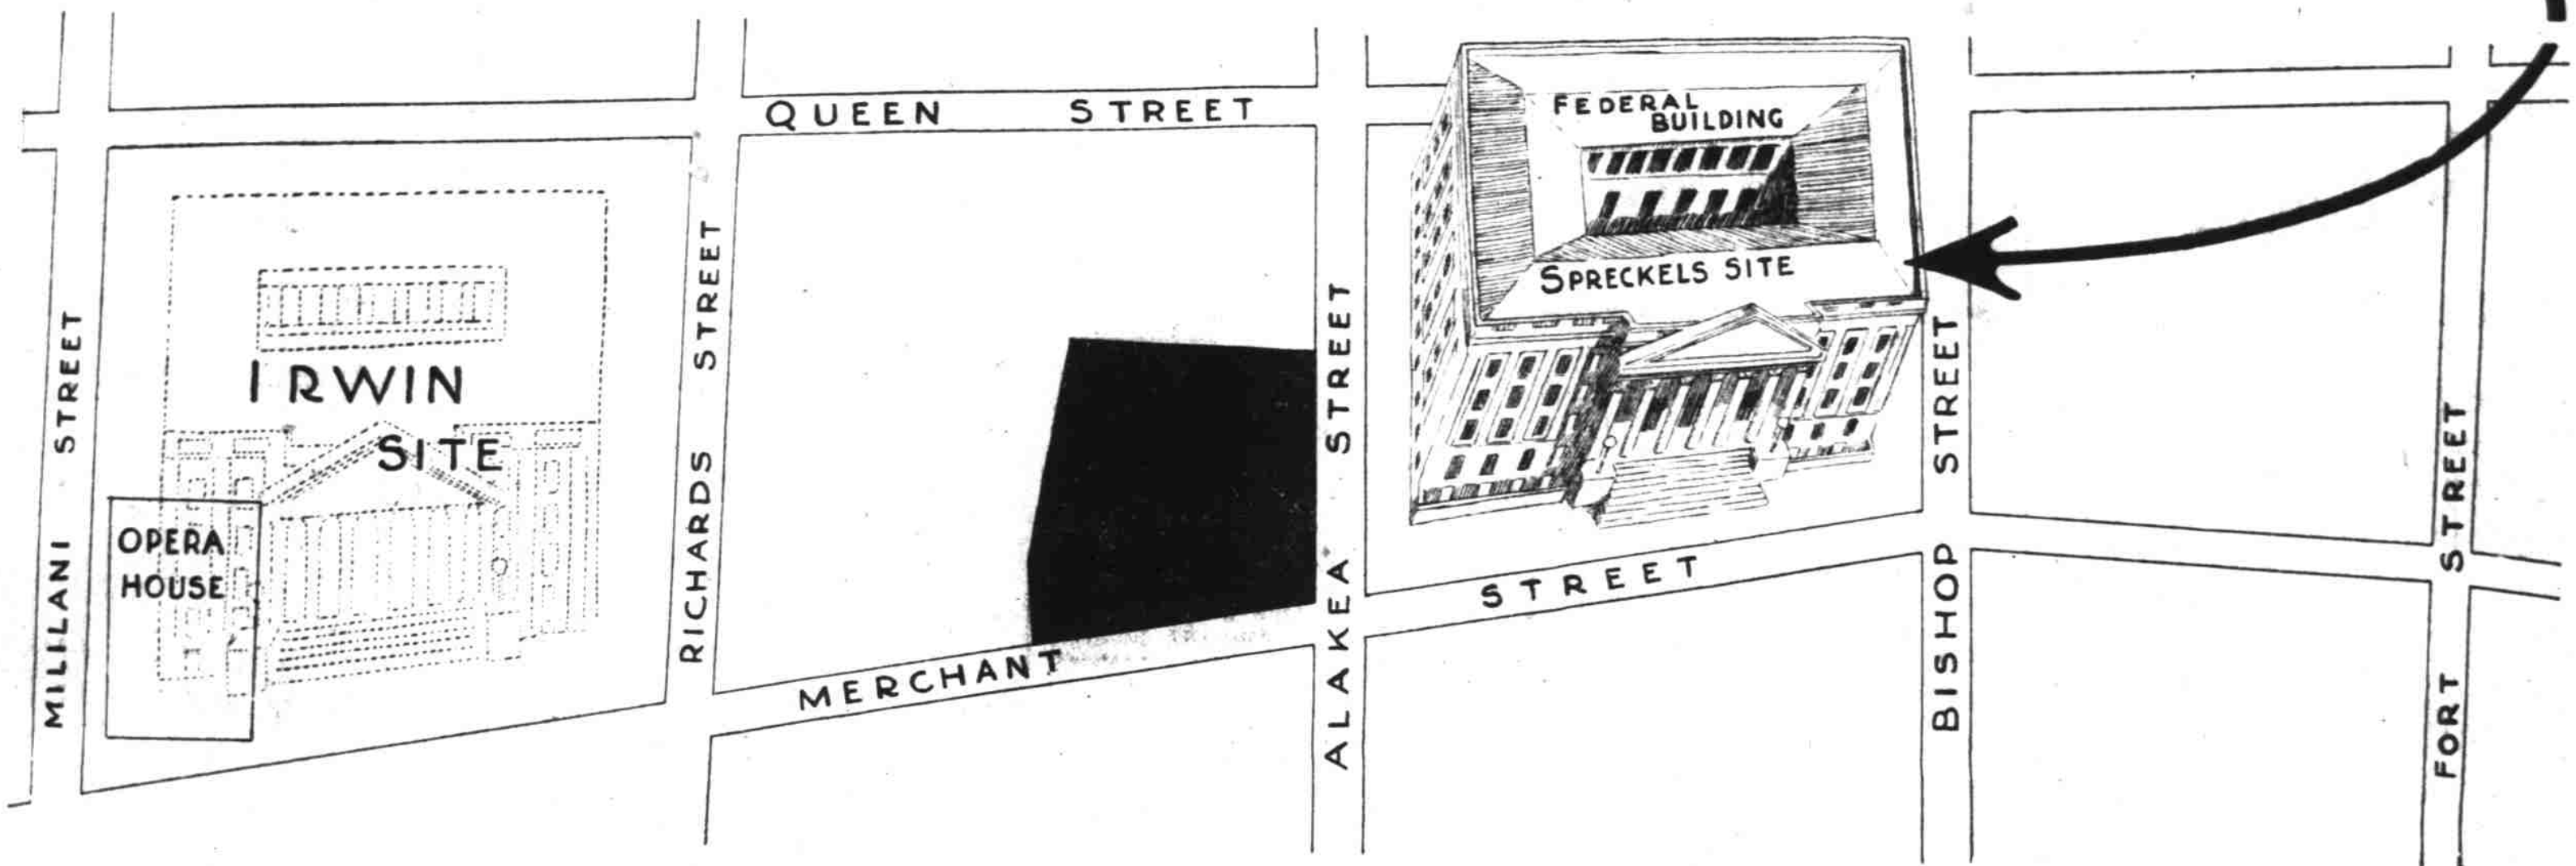 QUEEN STREET
FEDERAL
BUILDING
SPRECKELS SITE
IRWIN
SITE
OPERA
HOUSE
MILILANI STREET
RICHARDS STREET
ALAKEA STREET
BISHOP STREET
FORT STREET
MERCHANT STREET